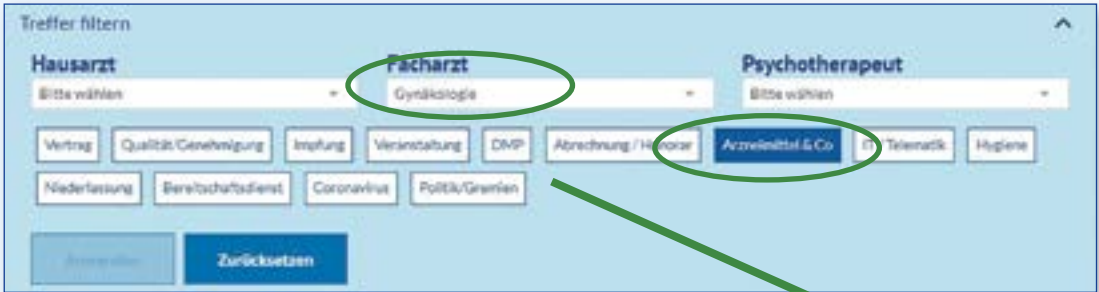 Treffer filtern
Hausarzt Facharzt Psychotherapeut
Bitte wählen Gynäkologie Bitte wählen
Vertrag Qualität/Genehmigung Impfung Veranstaltung DMP Abrechnung / Honorar Arzneimittel & Co IT / Telematik Hygiene
Niederlassung Bereitschaftsdienst Coronavirus Politik/Gremien
Anwenden Zurücksetzen